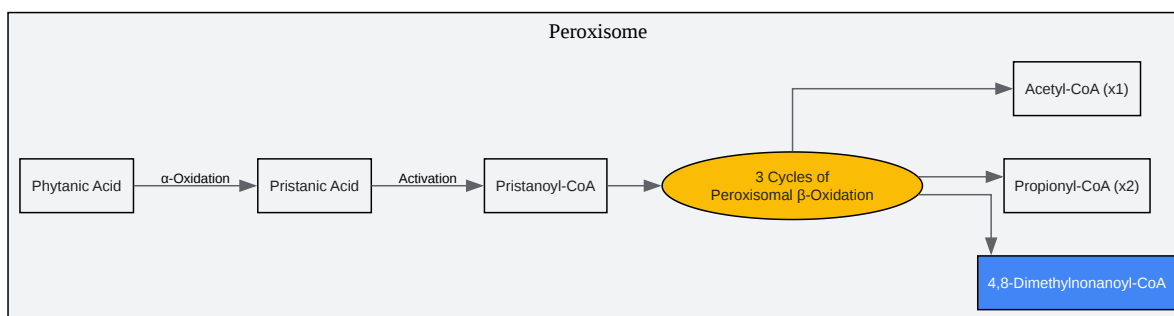 Peroxisome
Acetyl-CoA (x1)
Phytanic Acid
α-Oxidation
Pristanic Acid
Activation
Pristanoyl-CoA
3 Cycles of
Peroxisomal β-Oxidation
Propionyl-CoA (x2)
4,8-Dimethylnonanoyl-CoA